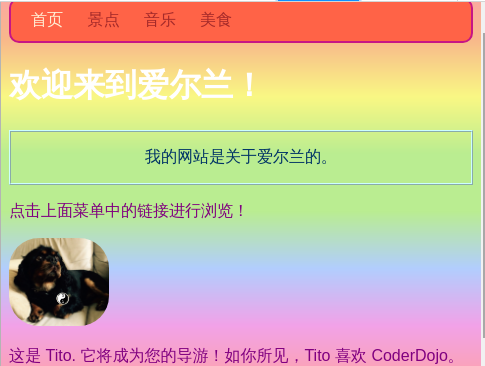 首页 景点 音乐 美食
欢迎来到爱尔兰！
我的网站是关于爱尔兰的。
点击上面菜单中的链接进行浏览！
这是 Tito. 它将成为您的导游！如你所见，Tito 喜欢 CoderDojo。